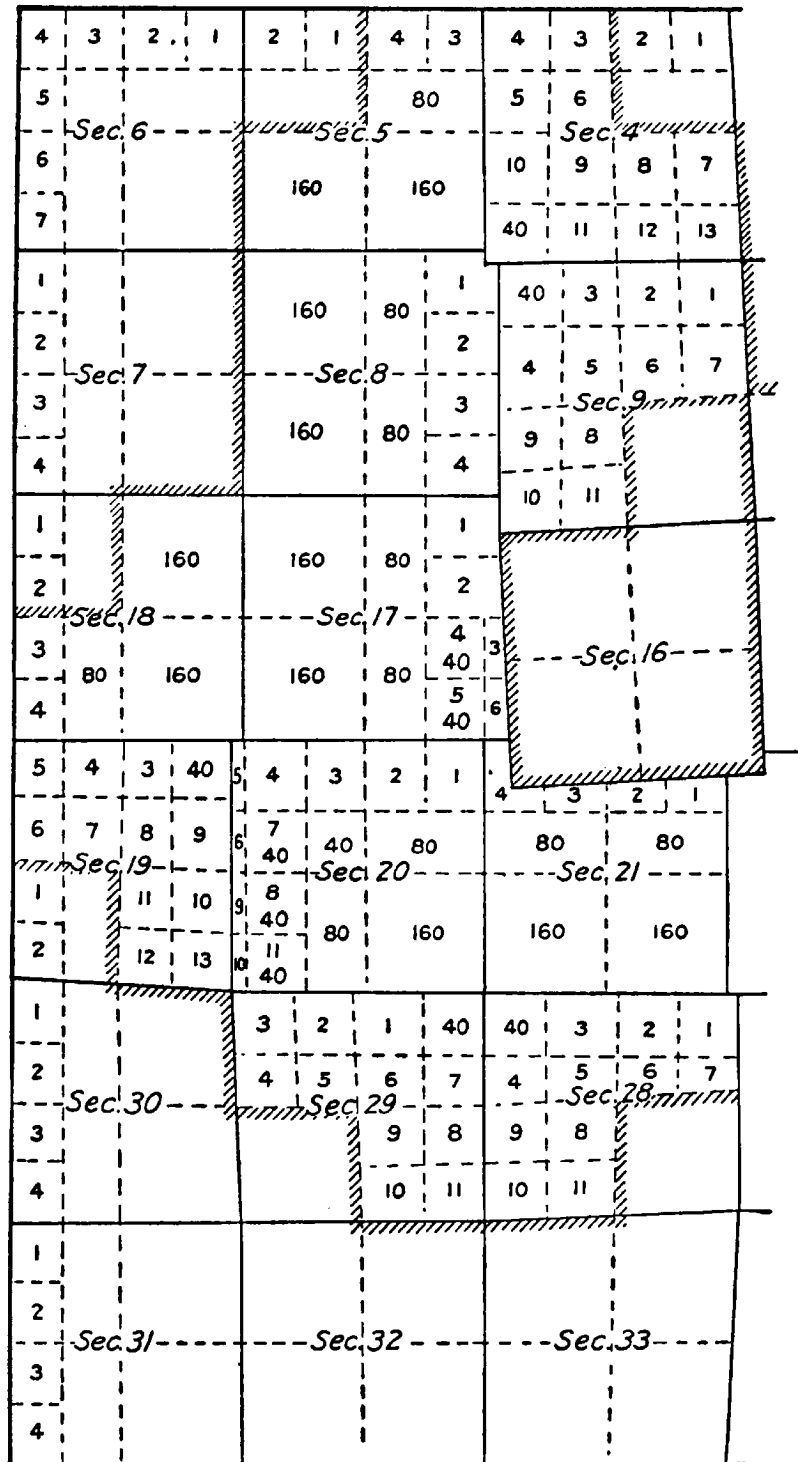 4 3 2 1 2 1 4 3 4 3 2 1
5 80 5 6
Sec. 6 Sec. 5 Sec. 4
6 160 160 10 9 8 7
7 40 11 12 13
1 160 80 1 40 3 2 1
2 2 4 5 6 7
Sec. 7 Sec. 8 Sec. 9
3 160 80 3 9 8
4 4 10 11
1 160 160 80 1
2 2
Sec. 18 Sec. 17 Sec. 16
3 80 160 160 80 4 3
40
4 5 6
40
5 4 3 40 5 4 3 2 1 4 3 2 1
6 7 8 9 6 7 40 80 80 80
40
Sec. 19 Sec. 20 Sec. 21
1 11 10 9 8
40
2 12 13 10 11 80 160 160 160
40
1 3 2 1 40 40 3 2 1
2 4 5 6 7 4 5 6 7
Sec. 30 Sec. 29 Sec. 28
3 9 8 9 8
4 10 11 10 11
1
2
Sec. 31 Sec. 32 Sec. 33
3
4